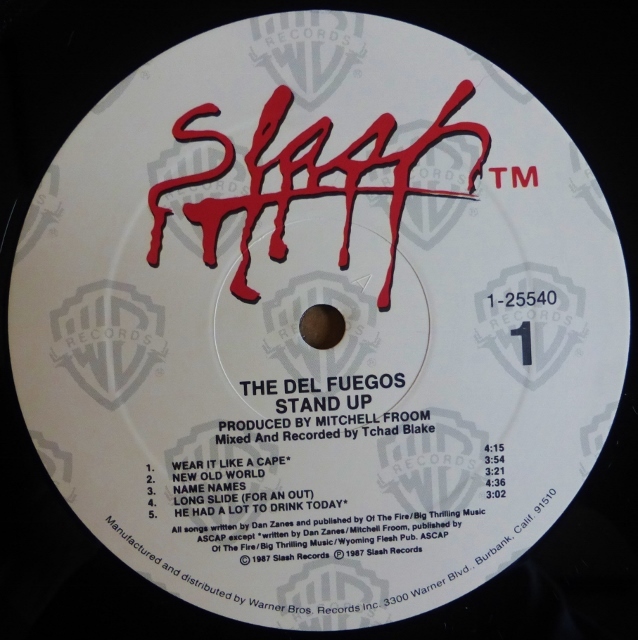 Slash TM
1-25540
1
THE DEL FUEGOS
STAND UP
PRODUCED BY MITCHELL FROOM
Mixed And Recorded by Tchad Blake
1. WEAR IT LIKE A CAPE* 4:15
2. NEW OLD WORLD 3:54
3. NAME NAMES 3:21
4. LONG SLIDE (FOR AN OUT) 4:36
5. HE HAD A LOT TO DRINK TODAY* 3:02
All songs written by Dan Zanes and published by Of The Fire/Big Thrilling Music
ASCAP except *written by Dan Zanes/Mitchell Froom, published by
Of The Fire/Big Thrilling Music/Wyoming Flesh Pub. ASCAP
© 1987 Slash Records ℗ 1987 Slash Records
Manufactured and distributed by Warner Bros. Records Inc. 3300 Warner Blvd., Burbank, Calif. 91510
WB RECORDS